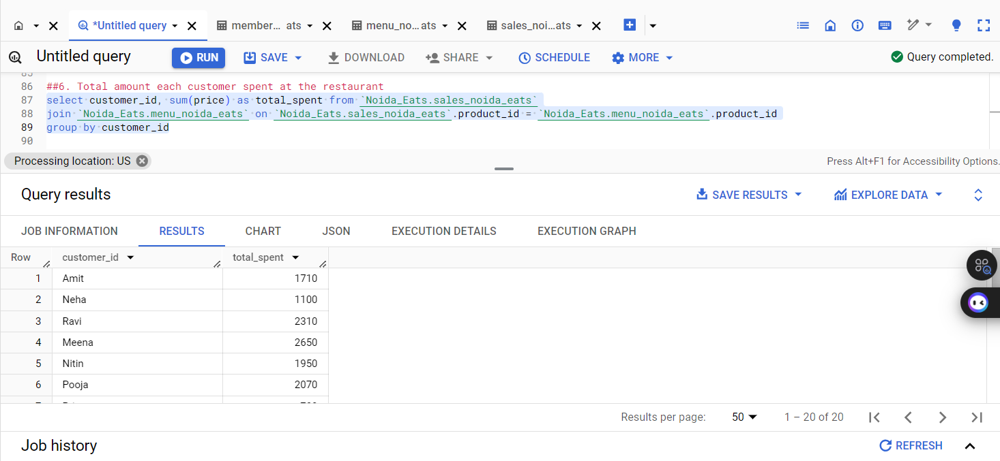 *Untitled query
member... ats
menu_no...ats
sales_noi...ats
Untitled query
RUN
SAVE
DOWNLOAD
SHARE
SCHEDULE
MORE
Query completed.
85
86 ##6. Total amount each customer spent at the restaurant
87 select customer_id, sum(price) as total_spent from `Noida_Eats.sales_noida_eats`
88 join `Noida_Eats.menu_noida_eats` on `Noida_Eats.sales_noida_eats`.product_id = `Noida_Eats.menu_noida_eats`.product_id
89 group by customer_id
90
Processing location: US
Press Alt+F1 for Accessibility Options.
Query results
SAVE RESULTS
EXPLORE DATA
JOB INFORMATION
RESULTS
CHART
JSON
EXECUTION DETAILS
EXECUTION GRAPH
Row customer_id total_spent
1 Amit 1710
2 Neha 1100
3 Ravi 2310
4 Meena 2650
5 Nitin 1950
6 Pooja 2070
Results per page: 50 1 – 20 of 20
Job history
REFRESH